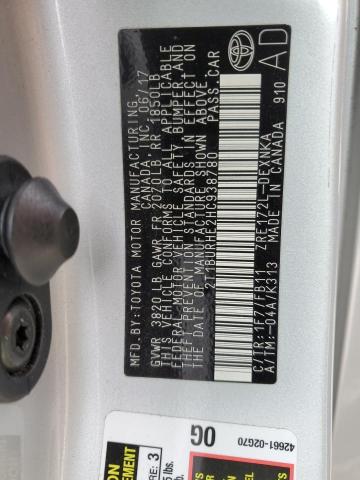 MFD. BY: TOYOTA MOTOR MANUFACTURING
CANADA, INC. 06/17
GVWR 3820LB GAWR FR 2070LB RR 1850LB
THIS VEHICLE CONFORMS TO ALL APPLICABLE
FEDERAL MOTOR VEHICLE SAFETY, BUMPER, AND
THEFT PREVENTION STANDARDS IN EFFECT ON
THE DATE OF MANUFACTURE SHOWN ABOVE.
PASS. CAR
C/TR: 1F7/FB11
ZRE172L-DEXNKA
A/TM: -04A/K313 MADE IN CANADA 910
TOYOTA
AD
42661-02G70
0G